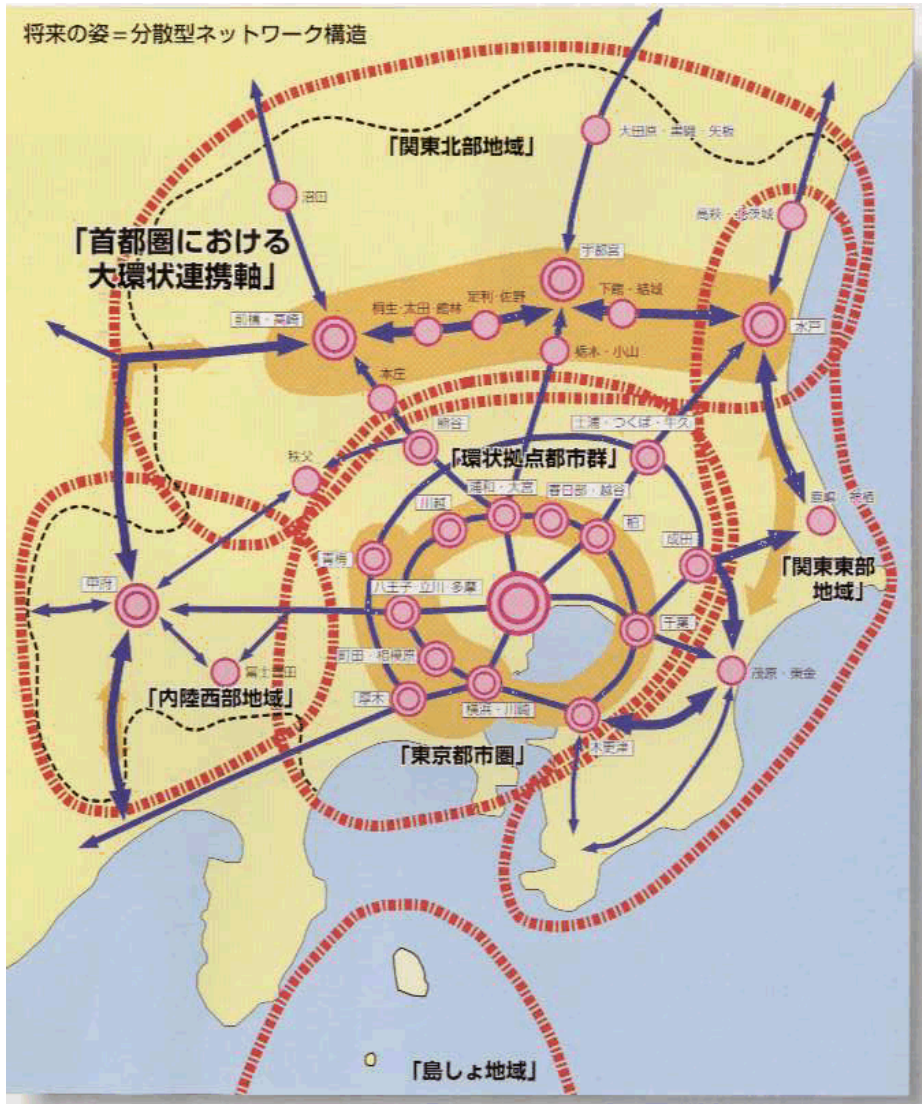 将来の姿＝分散型ネットワーク構造
「関東北部地域」
大田原・黒磯・矢板
沼田
高萩・北茨城
「首都圏における
大環状連携軸」
宇都宮
下館・結城
足利・佐野
桐生・太田・館林
前橋・高崎
水戸
栃木・小山
本庄
熊谷
土浦・つくば・牛久
秩父
「環状拠点都市群」
浦和・大宮
春日部・越谷
川越
柏
鹿嶋・神栖
青梅
成田
「関東東部
地域」
甲府
八王子・立川・多摩
千葉
町田・相模原
富士吉田
茂原・東金
「内陸西部地域」
厚木
横浜・川崎
木更津
「東京都市圏」
「島しょ地域」